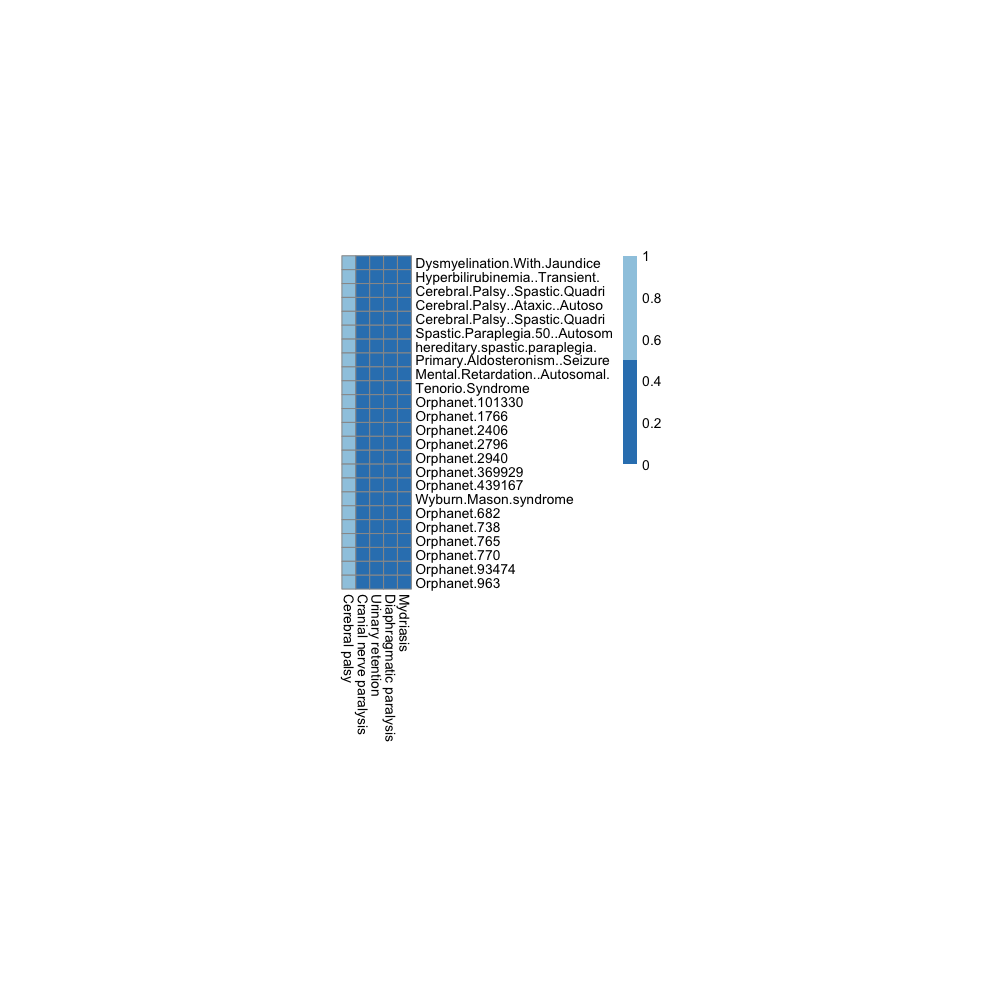 Dysmyelination.With.Jaundice
Hyperbilirubinemia..Transient.
Cerebral.Palsy..Spastic.Quadri
Cerebral.Palsy..Ataxic..Autoso
Cerebral.Palsy..Spastic.Quadri
Spastic.Paraplegia.50..Autosom
hereditary.spastic.paraplegia.
Primary.Aldosteronism..Seizure
Mental.Retardation..Autosomal.
Tenorio.Syndrome
Orphanet.101330
Orphanet.1766
Orphanet.2406
Orphanet.2796
Orphanet.2940
Orphanet.369929
Orphanet.439167
Wyburn.Mason.syndrome
Orphanet.682
Orphanet.738
Orphanet.765
Orphanet.770
Orphanet.93474
Orphanet.963
1
0.8
0.6
0.4
0.2
0
Cerebral palsy
Cranial nerve paralysis
Urinary retention
Diaphragmatic paralysis
Mydriasis